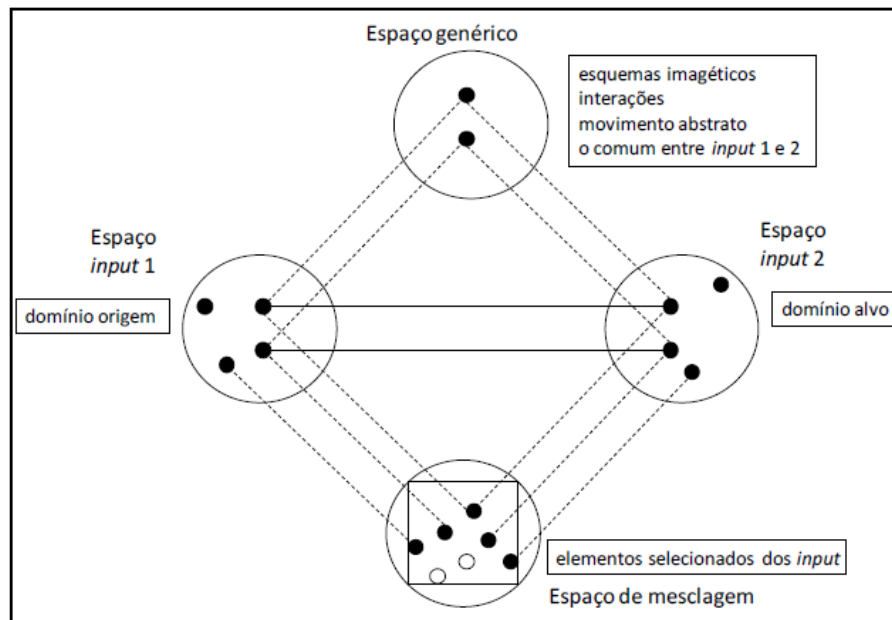 Espaço genérico
esquemas imagéticos
interações
movimento abstrato
o comum entre input 1 e 2
Espaço
input 1
domínio origem
Espaço
input 2
domínio alvo
elementos selecionados dos input
Espaço de mesclagem